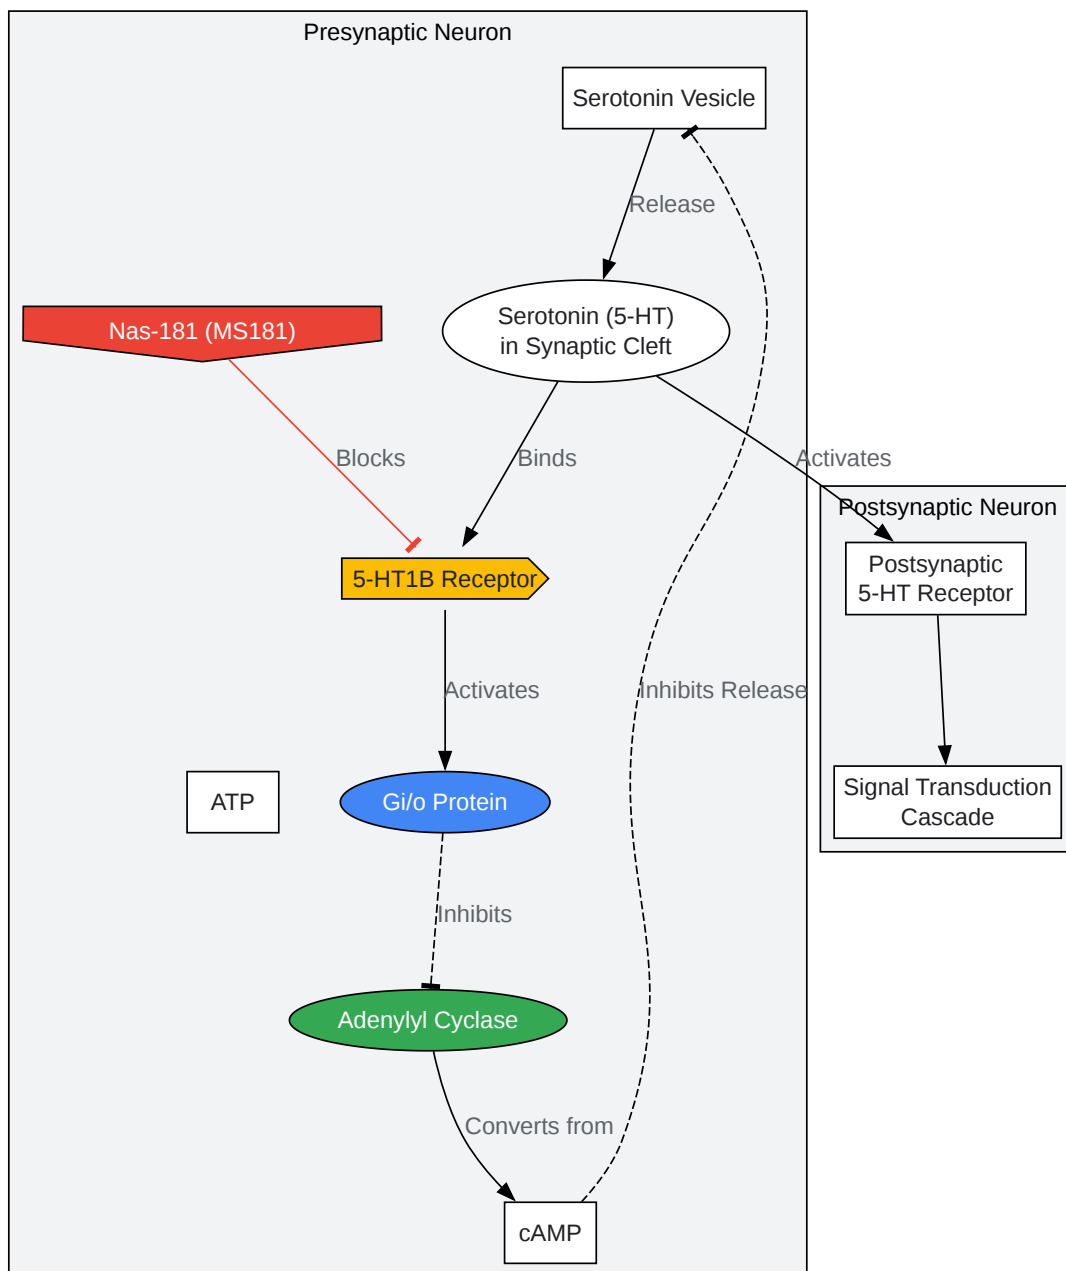 Presynaptic Neuron
Serotonin Vesicle
Release
Nas-181 (MS181)
Serotonin (5-HT)
in Synaptic Cleft
Blocks
Binds
Activates
Postsynaptic Neuron
5-HT1B Receptor
Postsynaptic
5-HT Receptor
Activates
Inhibits Release
ATP
Gi/o Protein
Signal Transduction
Cascade
Inhibits
Adenylyl Cyclase
Converts from
cAMP